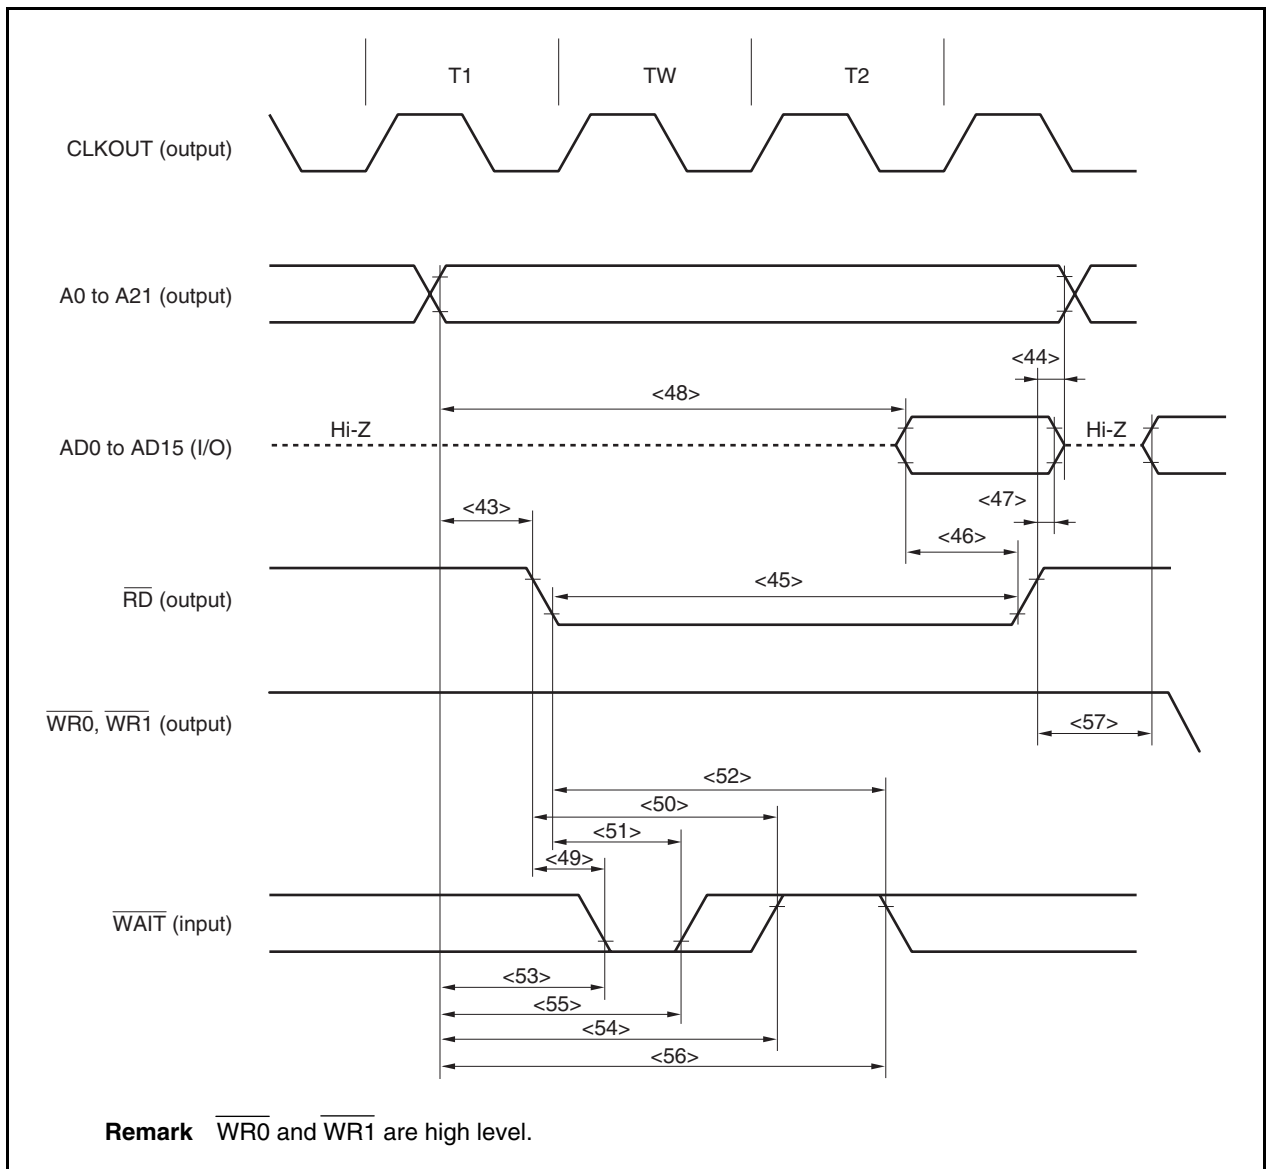 T1 TW T2
CLKOUT (output)
A0 to A21 (output)
<44>
<48>
Hi-Z Hi-Z
AD0 to AD15 (I/O)
<47>
<43>
<46>
<45>
RD (output)
WR0, WR1 (output)
<57>
<52>
<50>
<51>
<49>
WAIT (input)
<53>
<55>
<54>
<56>
Remark WR0 and WR1 are high level.